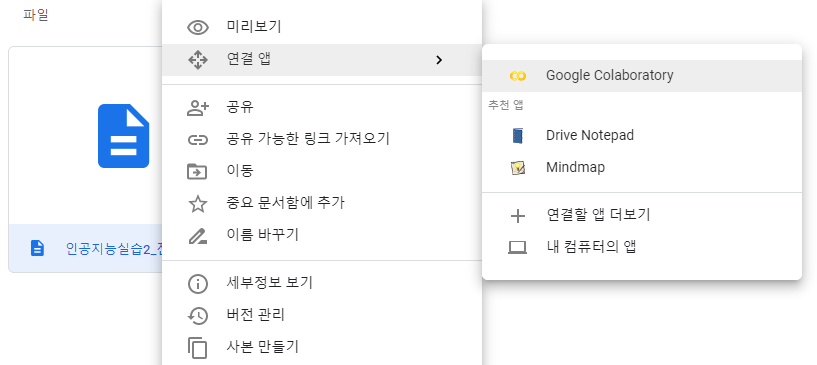 파일
인공지능실습2_
미리보기
연결 앱
공유
공유 가능한 링크 가져오기
이동
중요 문서함에 추가
이름 바꾸기
세부정보 보기
버전 관리
사본 만들기
Google Colaboratory
추천 앱
Drive Notepad
Mindmap
연결할 앱 더보기
내 컴퓨터의 앱